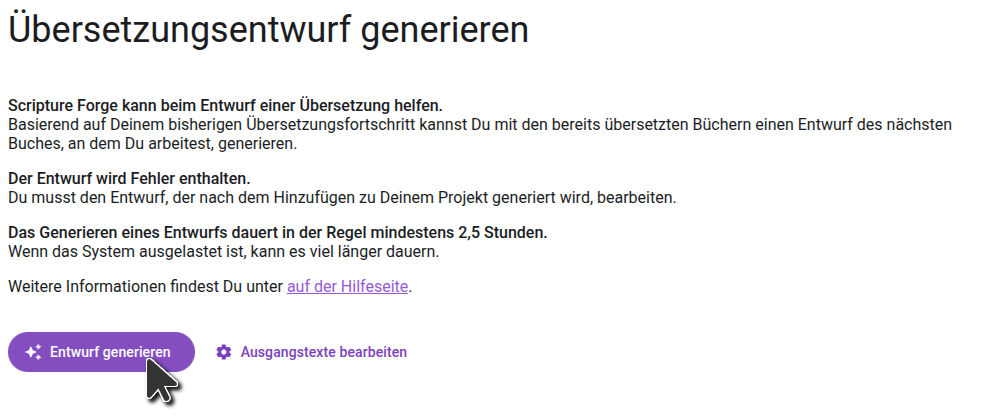 Übersetzungsentwurf generieren
Scripture Forge kann beim Entwurf einer Übersetzung helfen.
Basierend auf Deinem bisherigen Übersetzungsfortschritt kannst Du mit den bereits übersetzten Büchern einen Entwurf des nächsten
Buches, an dem Du arbeitest, generieren.
Der Entwurf wird Fehler enthalten.
Du musst den Entwurf, der nach dem Hinzufügen zu Deinem Projekt generiert wird, bearbeiten.
Das Generieren eines Entwurfs dauert in der Regel mindestens 2,5 Stunden.
Wenn das System ausgelastet ist, kann es viel länger dauern.
Weitere Informationen findest Du unter auf der Hilfeseite.
Entwurf generieren Ausgangstexte bearbeiten